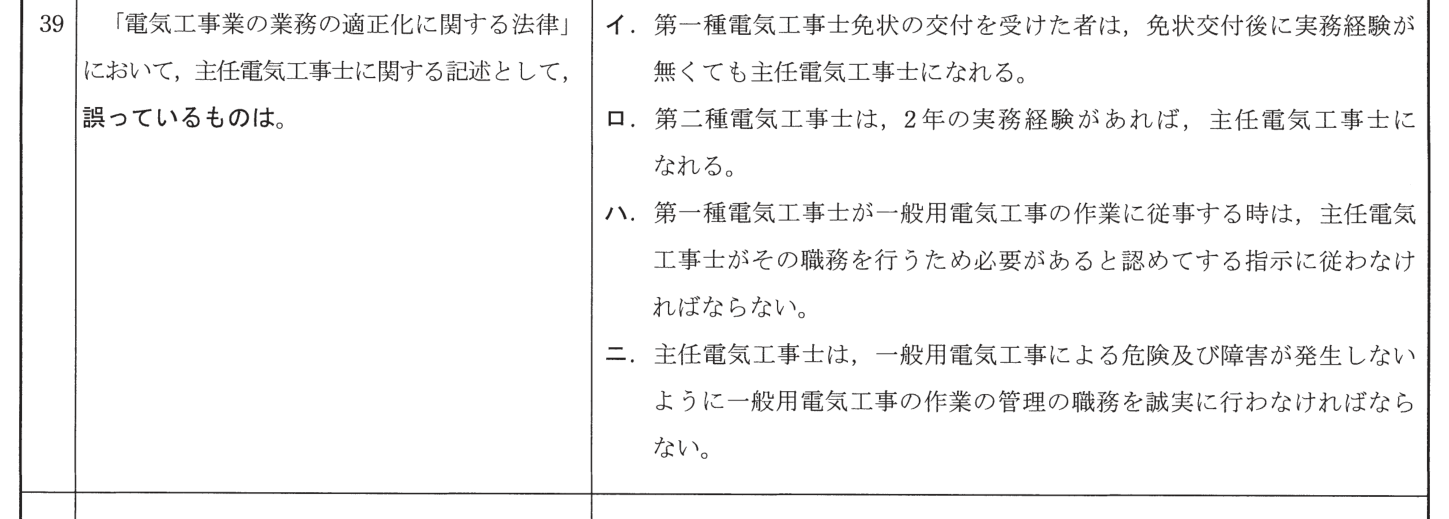 39
「電気工事業の業務の適正化に関する法律」
において，主任電気工事士に関する記述として，
誤っているものは。
イ．第一種電気工事士免状の交付を受けた者は，免状交付後に実務経験が
無くても主任電気工事士になれる。
ロ．第二種電気工事士は，2年の実務経験があれば，主任電気工事士に
なれる。
ハ．第一種電気工事士が一般用電気工事の作業に従事する時は，主任電気
工事士がその職務を行うため必要があると認めてする指示に従わなけ
ればならない。
ニ．主任電気工事士は，一般用電気工事による危険及び障害が発生しない
ように一般用電気工事の作業の管理の職務を誠実に行わなければなら
ない。